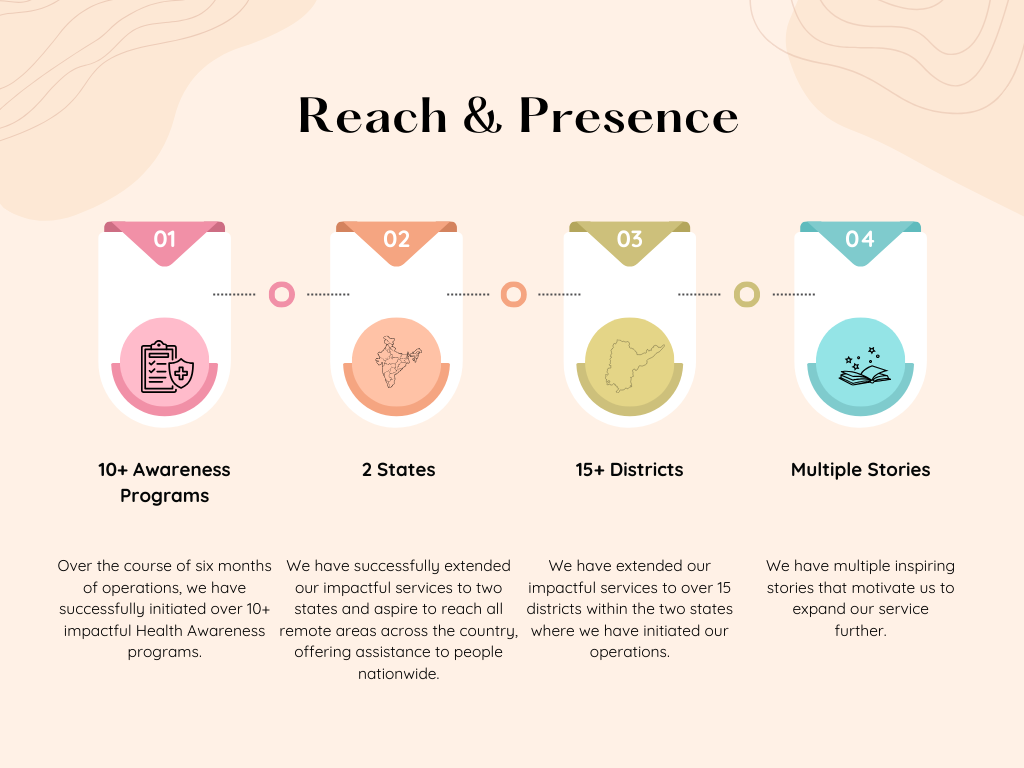 Reach & Presence
01
02
03
04
10+ Awareness
Programs
2 States
15+ Districts
Multiple Stories
Over the course of six months
of operations, we have
successfully initiated over 10+
impactful Health Awareness
programs.
We have successfully extended
our impactful services to two
states and aspire to reach all
remote areas across the country,
offering assistance to people
nationwide.
We have extended our
impactful services to over 15
districts within the two states
where we have initiated our
operations.
We have multiple inspiring
stories that motivate us to
expand our service
further.